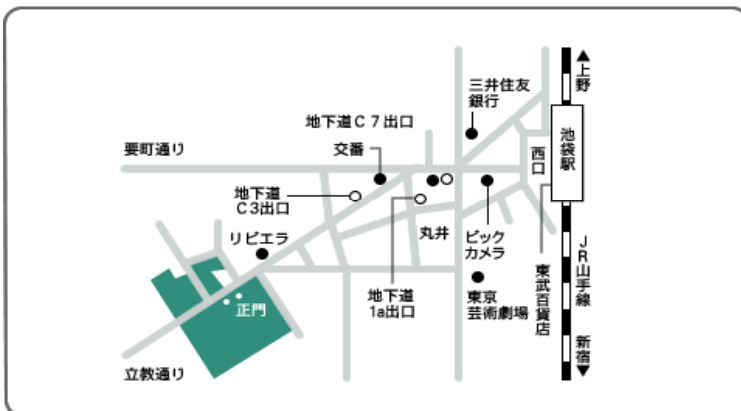 ▲上野
三井住友
銀行
地下道C7出口
池袋駅
要町通り
交番
西口
地下道
C3出口
リビエラ
丸井
ビック
カメラ
JR山手線
東武百貨店
地下道
1a出口
東京
芸術劇場
正門
新宿▼
立教通り